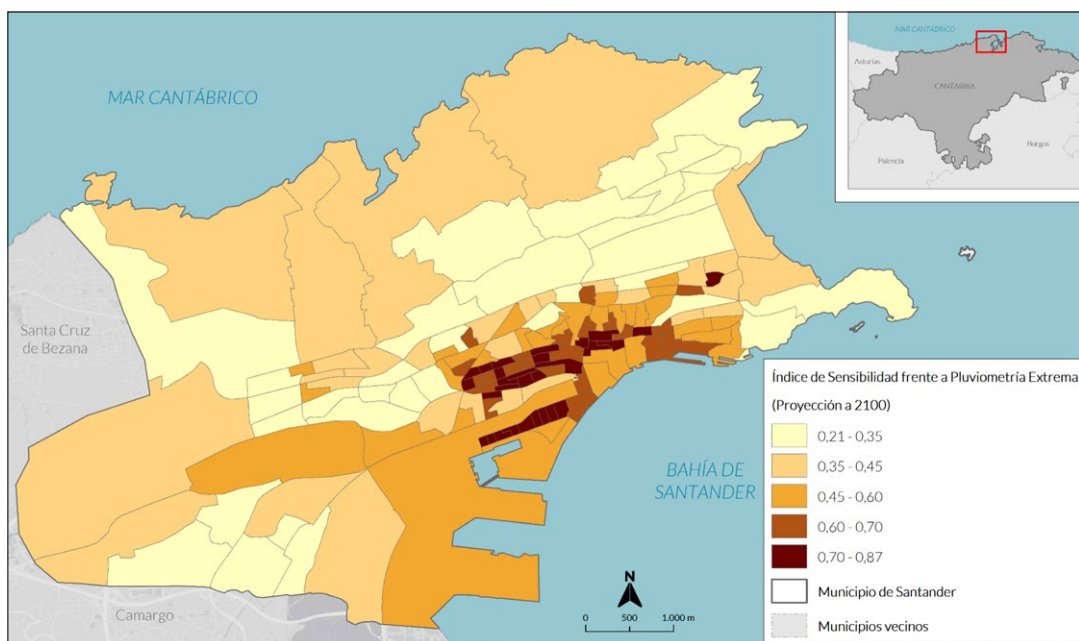 MAR CANTÁBRICO
MAR CANTÁBRICO
Asturias
CANTABRIA
Burgos
Palencia
Santa Cruz
de Bezana
BAHÍA DE
SANTANDER
Camargo
N
0 500 1.000 m
Índice de Sensibilidad frente a Pluviometría Extrema
(Proyección a 2100)
0,21 - 0,35
0,35 - 0,45
0,45 - 0,60
0,60 - 0,70
0,70 - 0,87
Municipio de Santander
Municipios vecinos